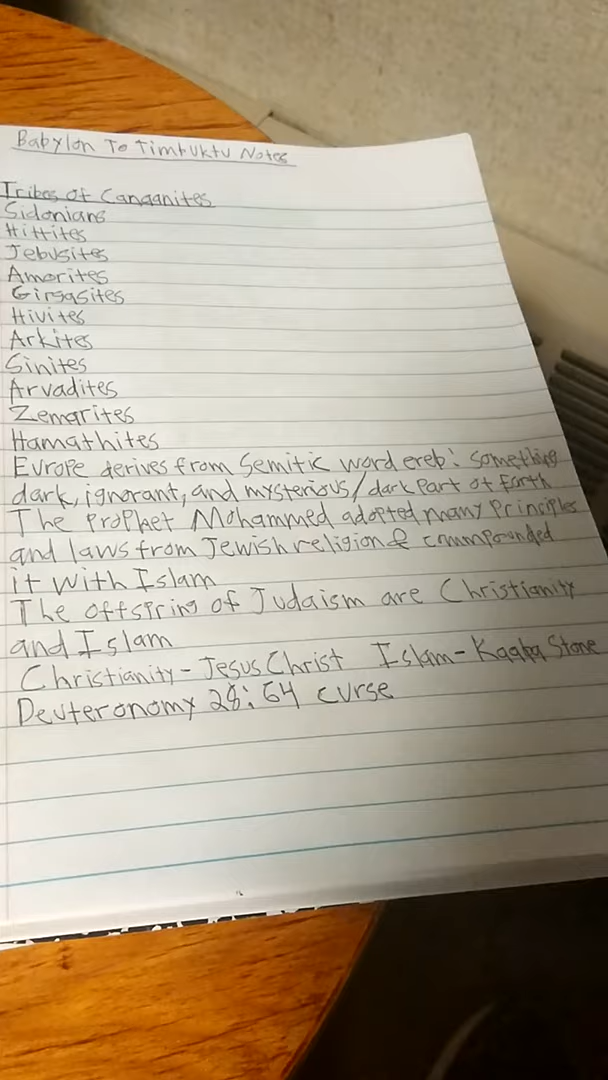 Babylon To Timbuktu Notes
Tribes of Canaanites
Sidonians
Hittites
Jebusites
Amorites
Girgasites
Hivites
Arkites
Sinites
Arvadites
Zemarites
Hamathites
Europe derives from Semitic word ereb: something
dark, ignorant, and mysterious/dark part of Earth
The Prophet Mohammed adopted many principles
and laws from Jewish religion & commpounded
it with Islam
The offspring of Judaism are Christianity
and Islam
Christianity-Jesus Christ Islam-Kaaba Stone
Deuteronomy 28:64 curse